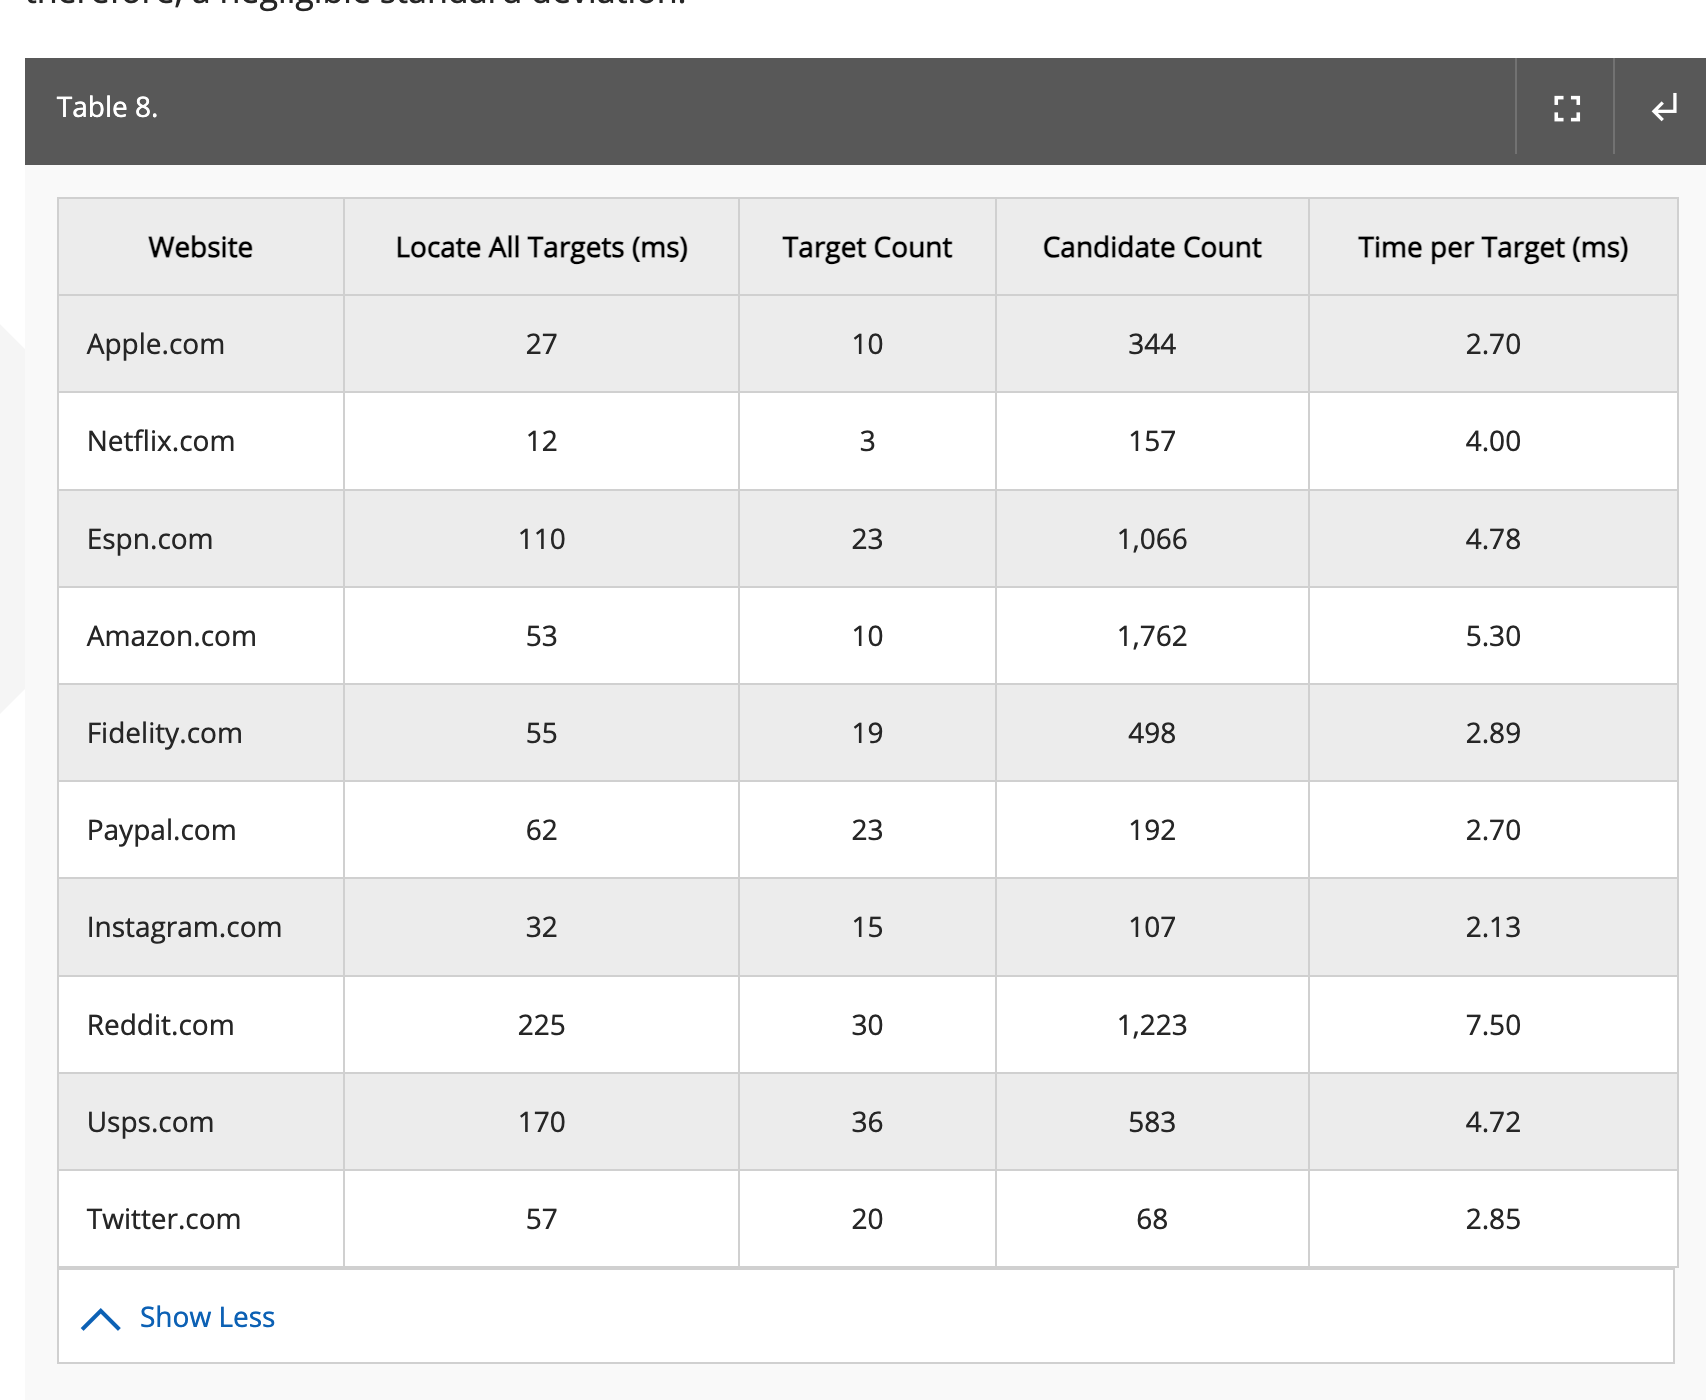 therefore, a negligible standard deviation.
Table 8.
Website Locate All Targets (ms) Target Count Candidate Count Time per Target (ms)
Apple.com 27 10 344 2.70
Netflix.com 12 3 157 4.00
Espn.com 110 23 1,066 4.78
Amazon.com 53 10 1,762 5.30
Fidelity.com 55 19 498 2.89
Paypal.com 62 23 192 2.70
Instagram.com 32 15 107 2.13
Reddit.com 225 30 1,223 7.50
Usps.com 170 36 583 4.72
Twitter.com 57 20 68 2.85
Show Less